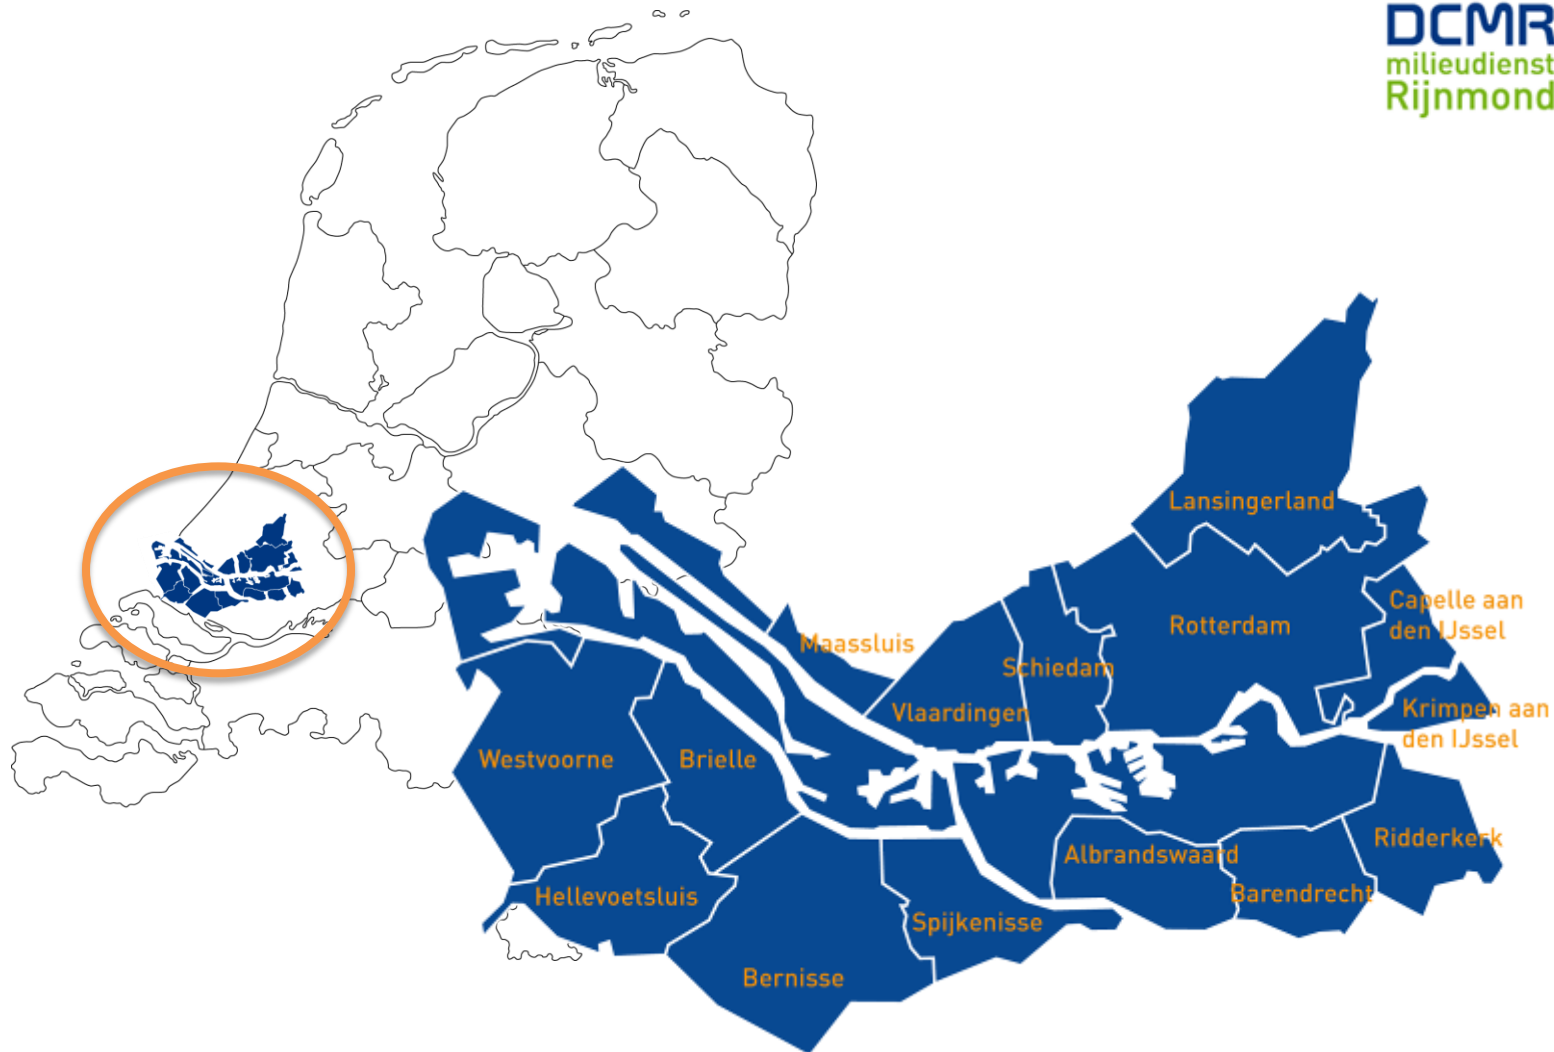 DCMR
milieudienst
Rijnmond
Lansingerland
Rotterdam
Capelle aan
den IJssel
Maassluis
Schiedam
Vlaardingen
Krimpen aan
den IJssel
Westvoorne
Brielle
Ridderkerk
Albrandswaard
Barendrecht
Hellevoetsluis
Spijkenisse
Bernisse